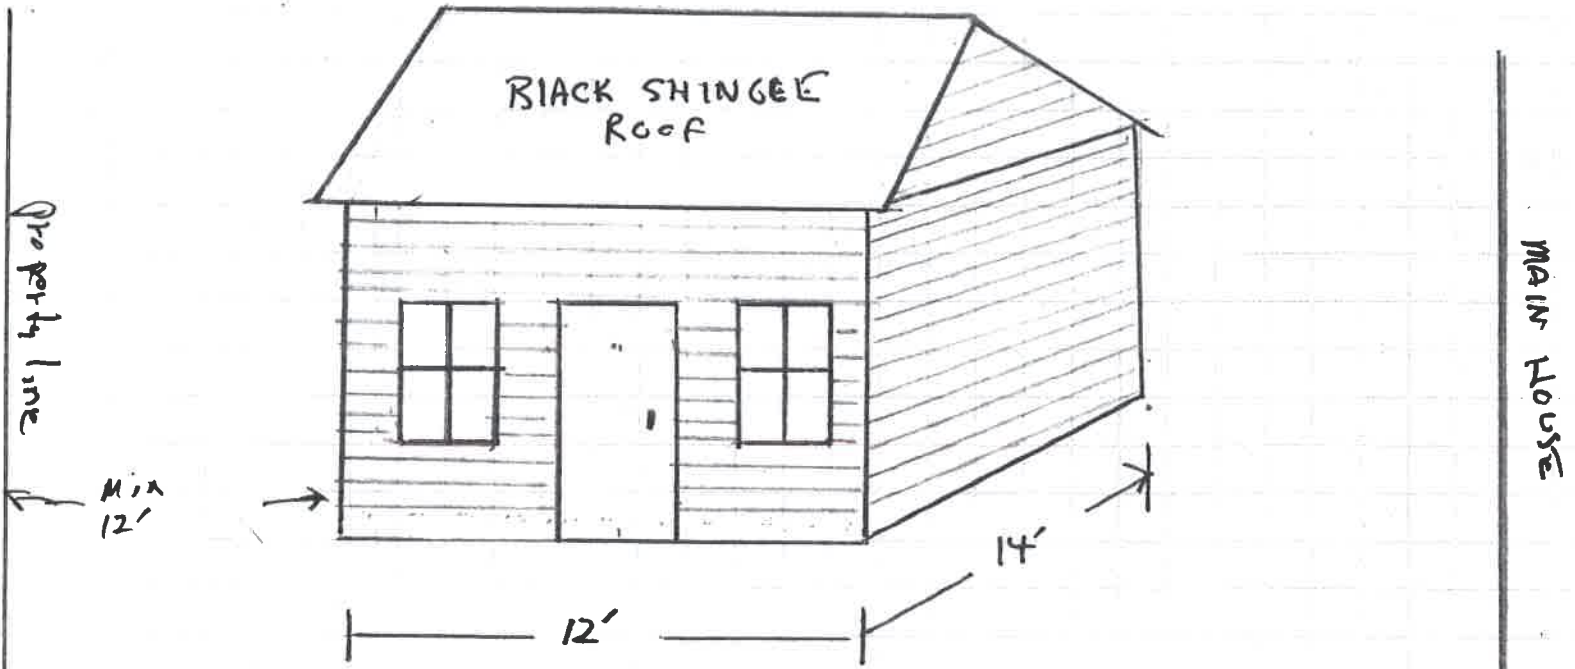 BLACK SHINGEE
ROOF
property line
MAIN HOUSE
Min
12'
14'
12'